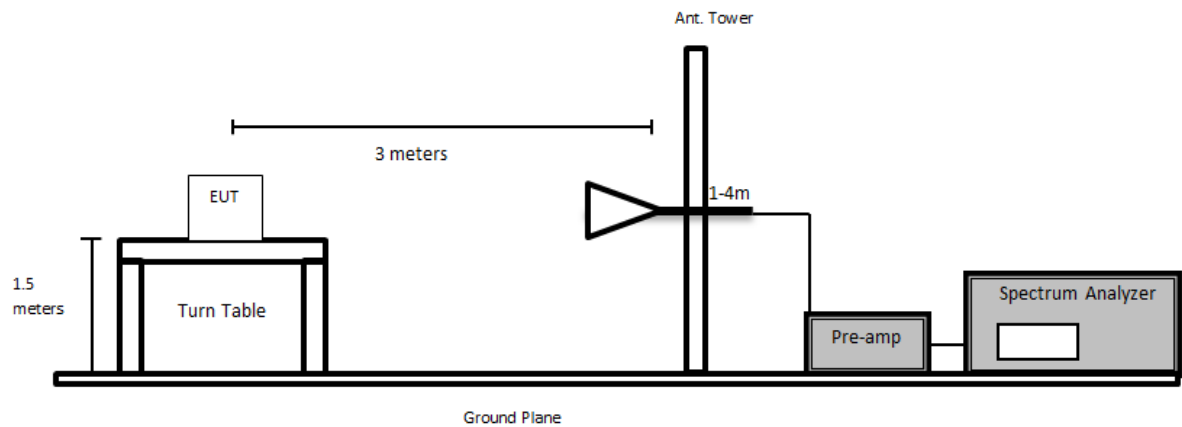 Ant. Tower
3 meters
EUT
1-4m
1.5
meters
Turn Table
Spectrum Analyzer
Pre-amp
Ground Plane